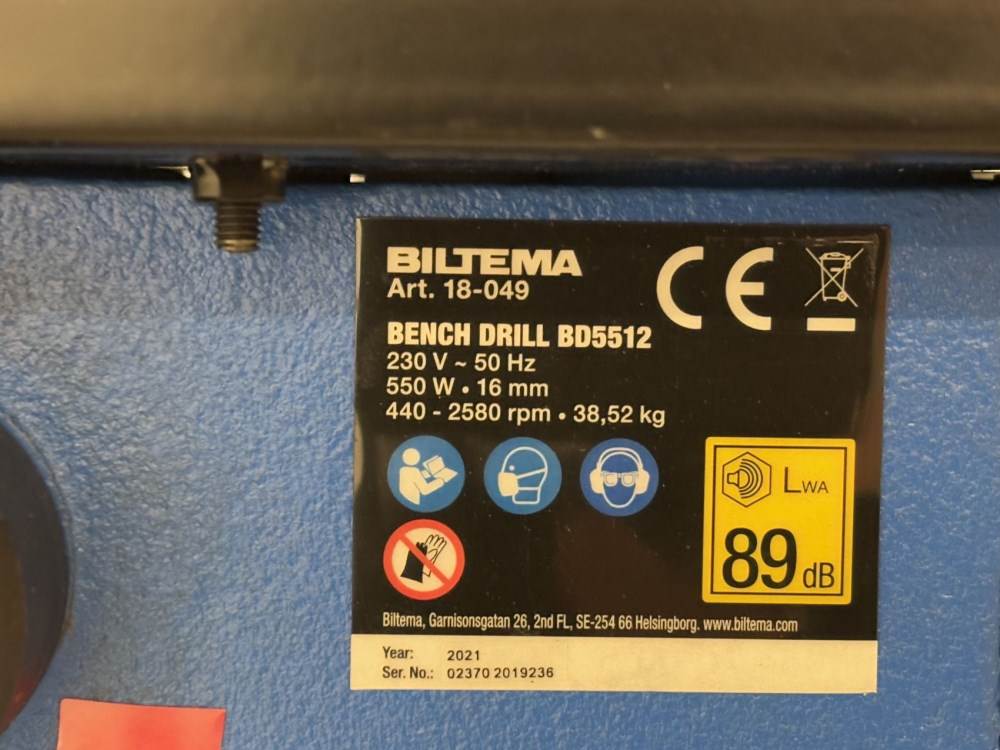 BILTEMA
Art. 18-049
CE
BENCH DRILL BD5512
230 V ~ 50 Hz
550 W • 16 mm
440 - 2580 rpm • 38,52 kg
LWA
89 dB
Biltema, Garnisonsgatan 26, 2nd FL, SE-254 66 Helsingborg. www.biltema.com
Year: 2021
Ser. No.: 02370 2019236